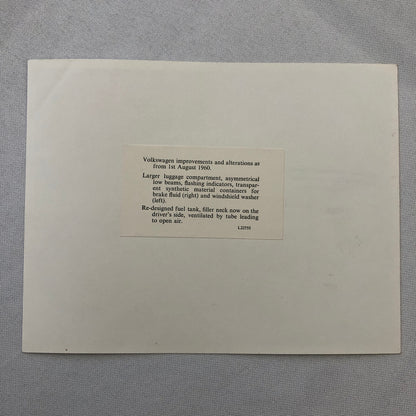 Volkswagen improvements and alterations as
from 1st August 1960.
Larger luggage compartment, asymmetrical
low beams, flashing indicators, transpar-
ent synthetic material containers for
brake fluid (right) and windshield washer
(left).
Re-designed fuel tank, filler neck now on the
driver's side, ventilated by tube leading
to open air.